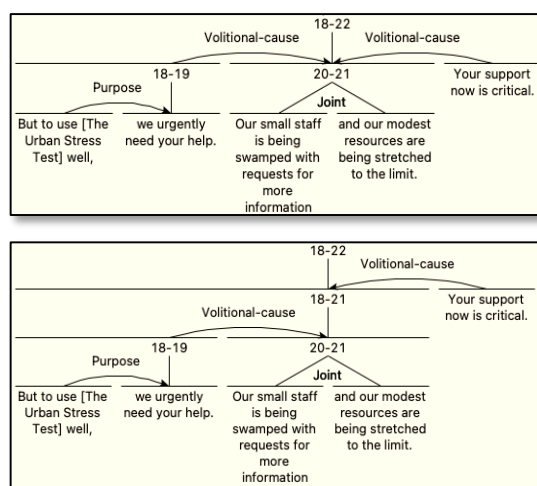 18-22
Volitional-cause Volitional-cause
18-19 20-21 Your support
now is critical.
Purpose Joint
But to use [The
Urban Stress
Test] well,
we urgently
need your help.
Our small staff
is being
swamped with
requests for
more
information
and our modest
resources are
being stretched
to the limit.
18-22
Volitional-cause
18-21 Your support
now is critical.
Volitional-cause
18-19 20-21
Purpose Joint
But to use [The
Urban Stress
Test] well,
we urgently
need your help.
Our small staff
is being
swamped with
requests for
more
information
and our modest
resources are
being stretched
to the limit.